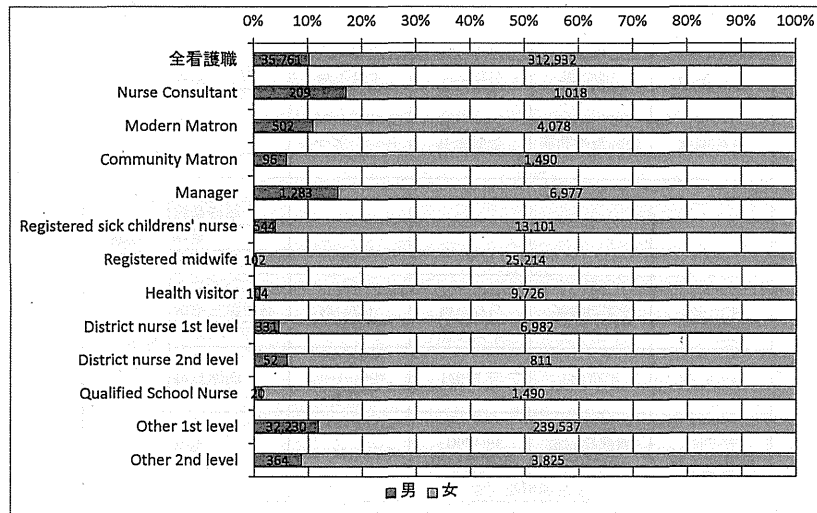 0% 10% 20% 30% 40% 50% 60% 70% 80% 90% 100%
全看護職 35,761 312,932
Nurse Consultant 209 1,018
Modern Matron 502 4,078
Community Matron 96 1,490
Manager 1,283 6,977
Registered sick childrens' nurse 544 13,101
Registered midwife 102 25,214
Health visitor 9,726
District nurse 1st level 331 6,982
District nurse 2nd level 52 811
Qualified School Nurse 20 1,490
Other 1st level 32,230 239,537
Other 2nd level 364 3,825
男 女